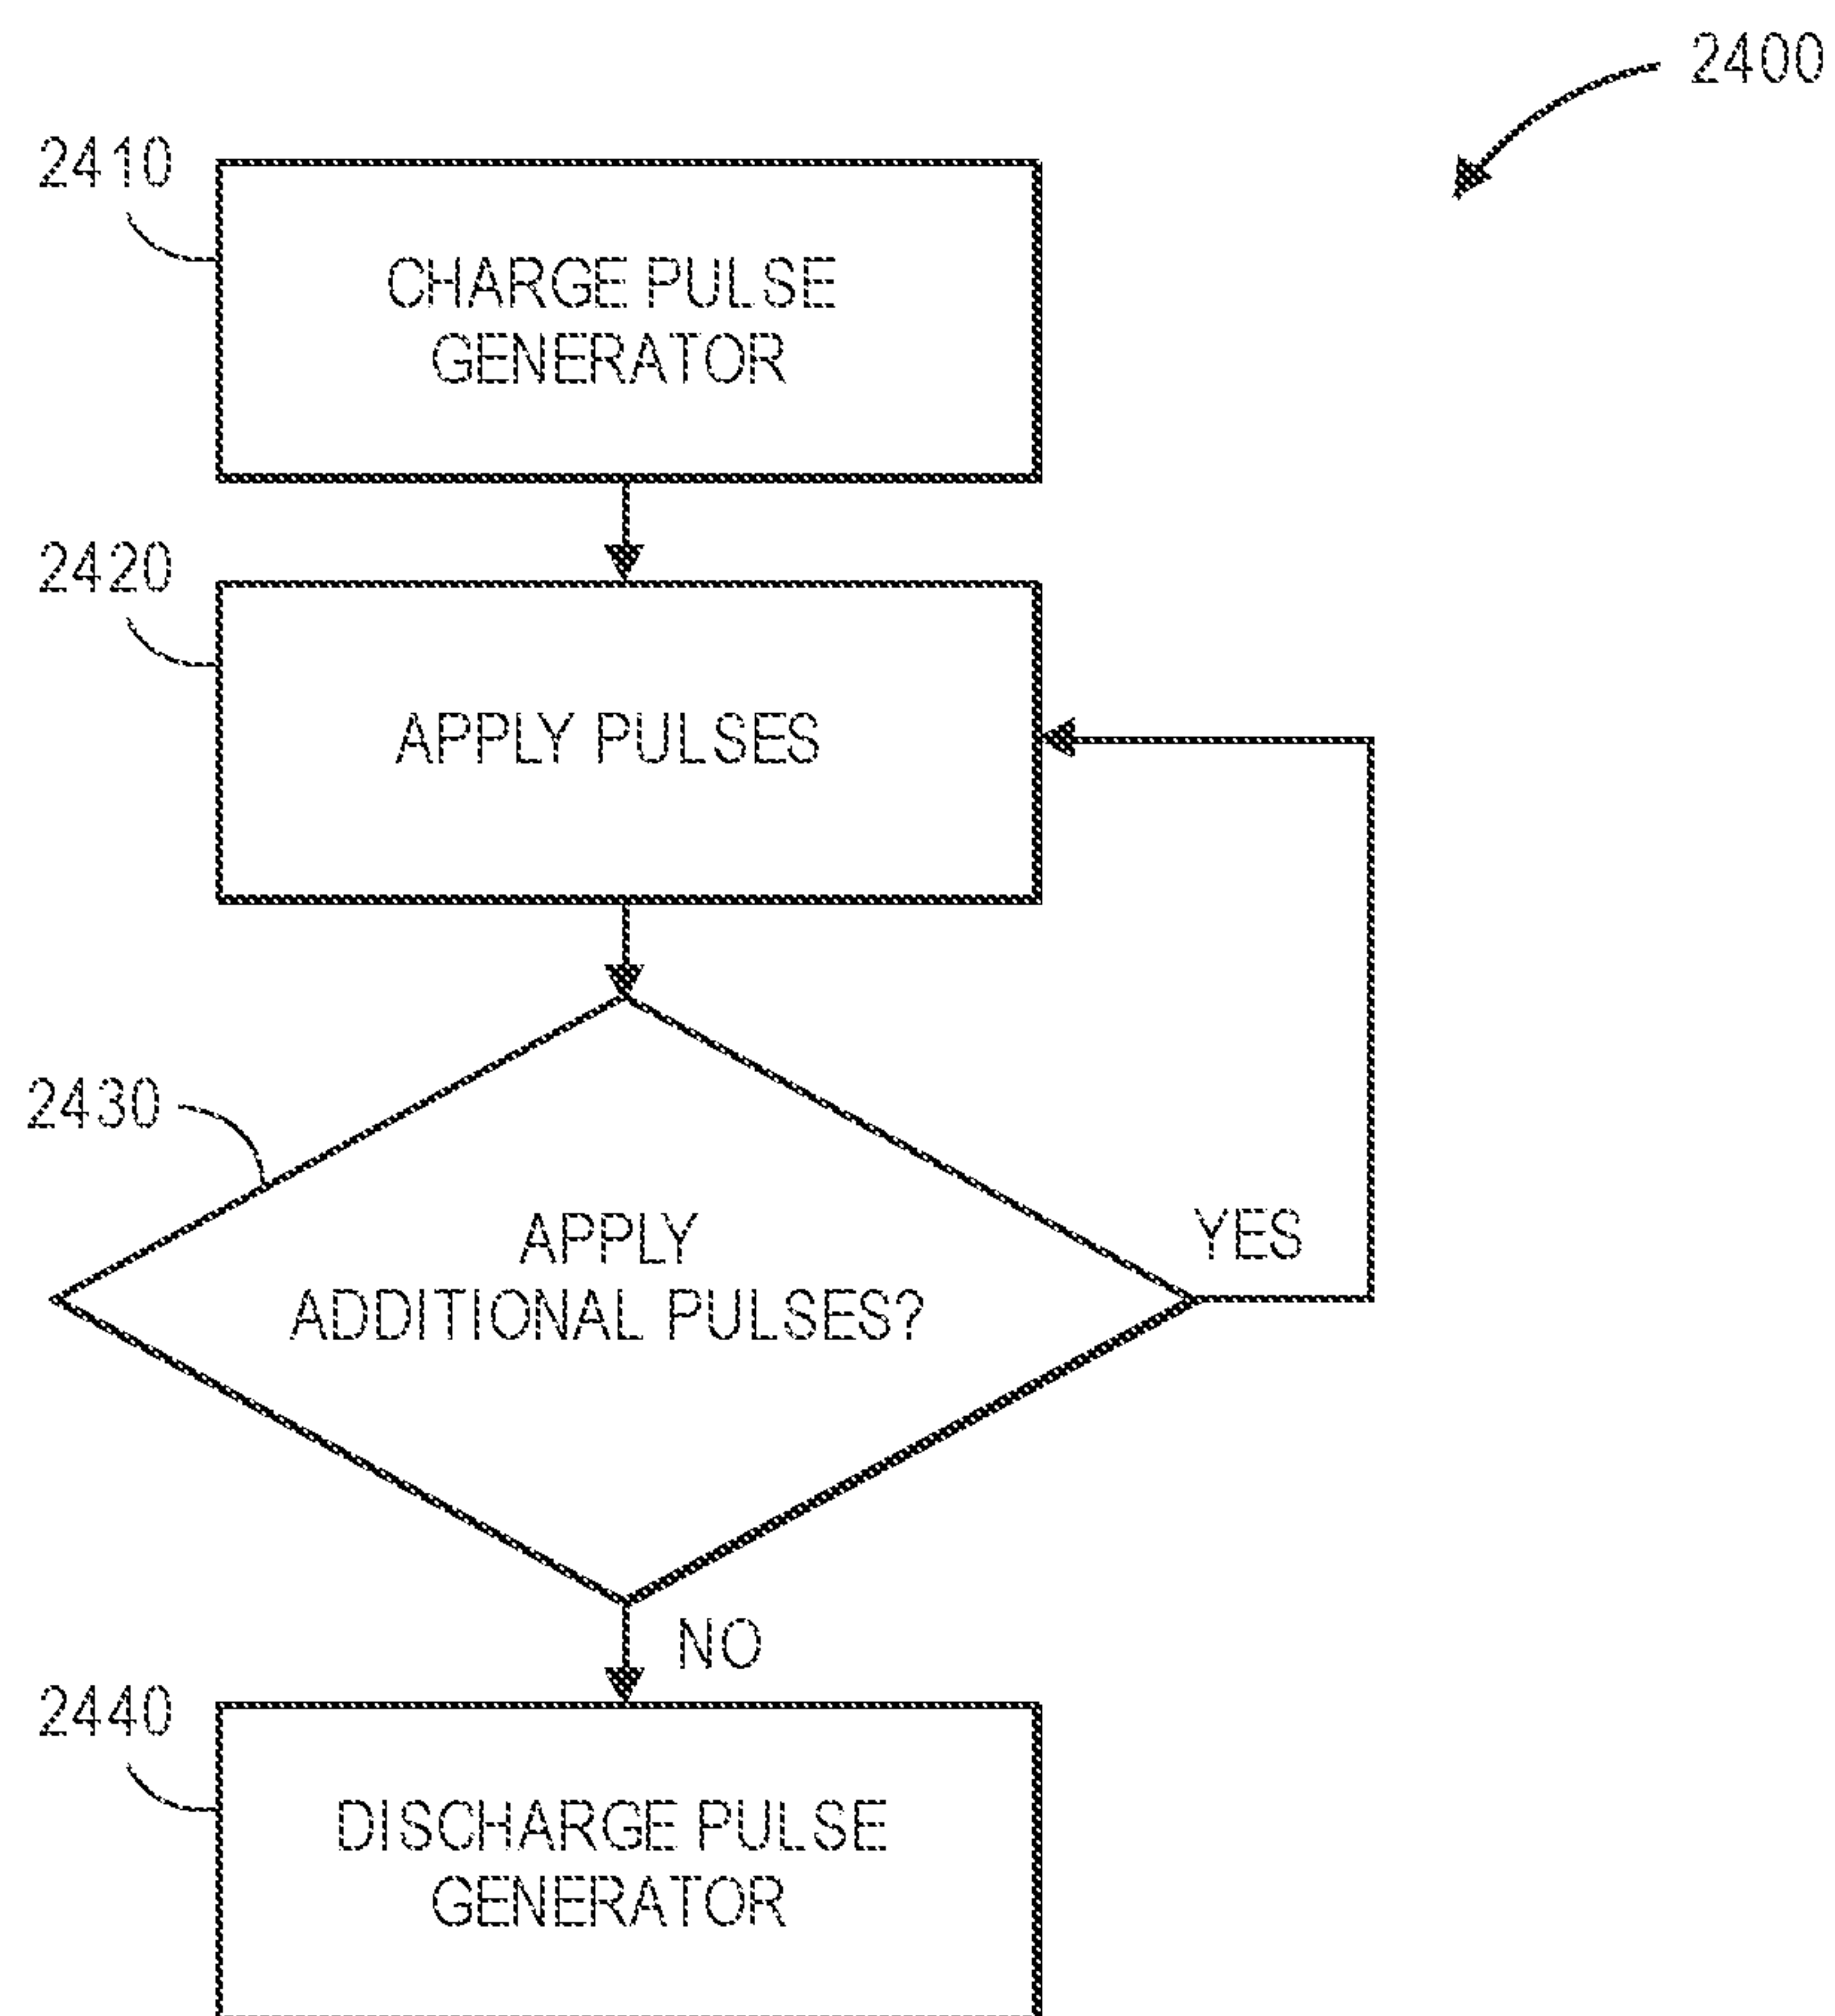 2400
2410
CHARGE PULSE
GENERATOR
2420
APPLY PULSES
2430
APPLY
ADDITIONAL PULSES?
YES
NO
2440
DISCHARGE PULSE
GENERATOR